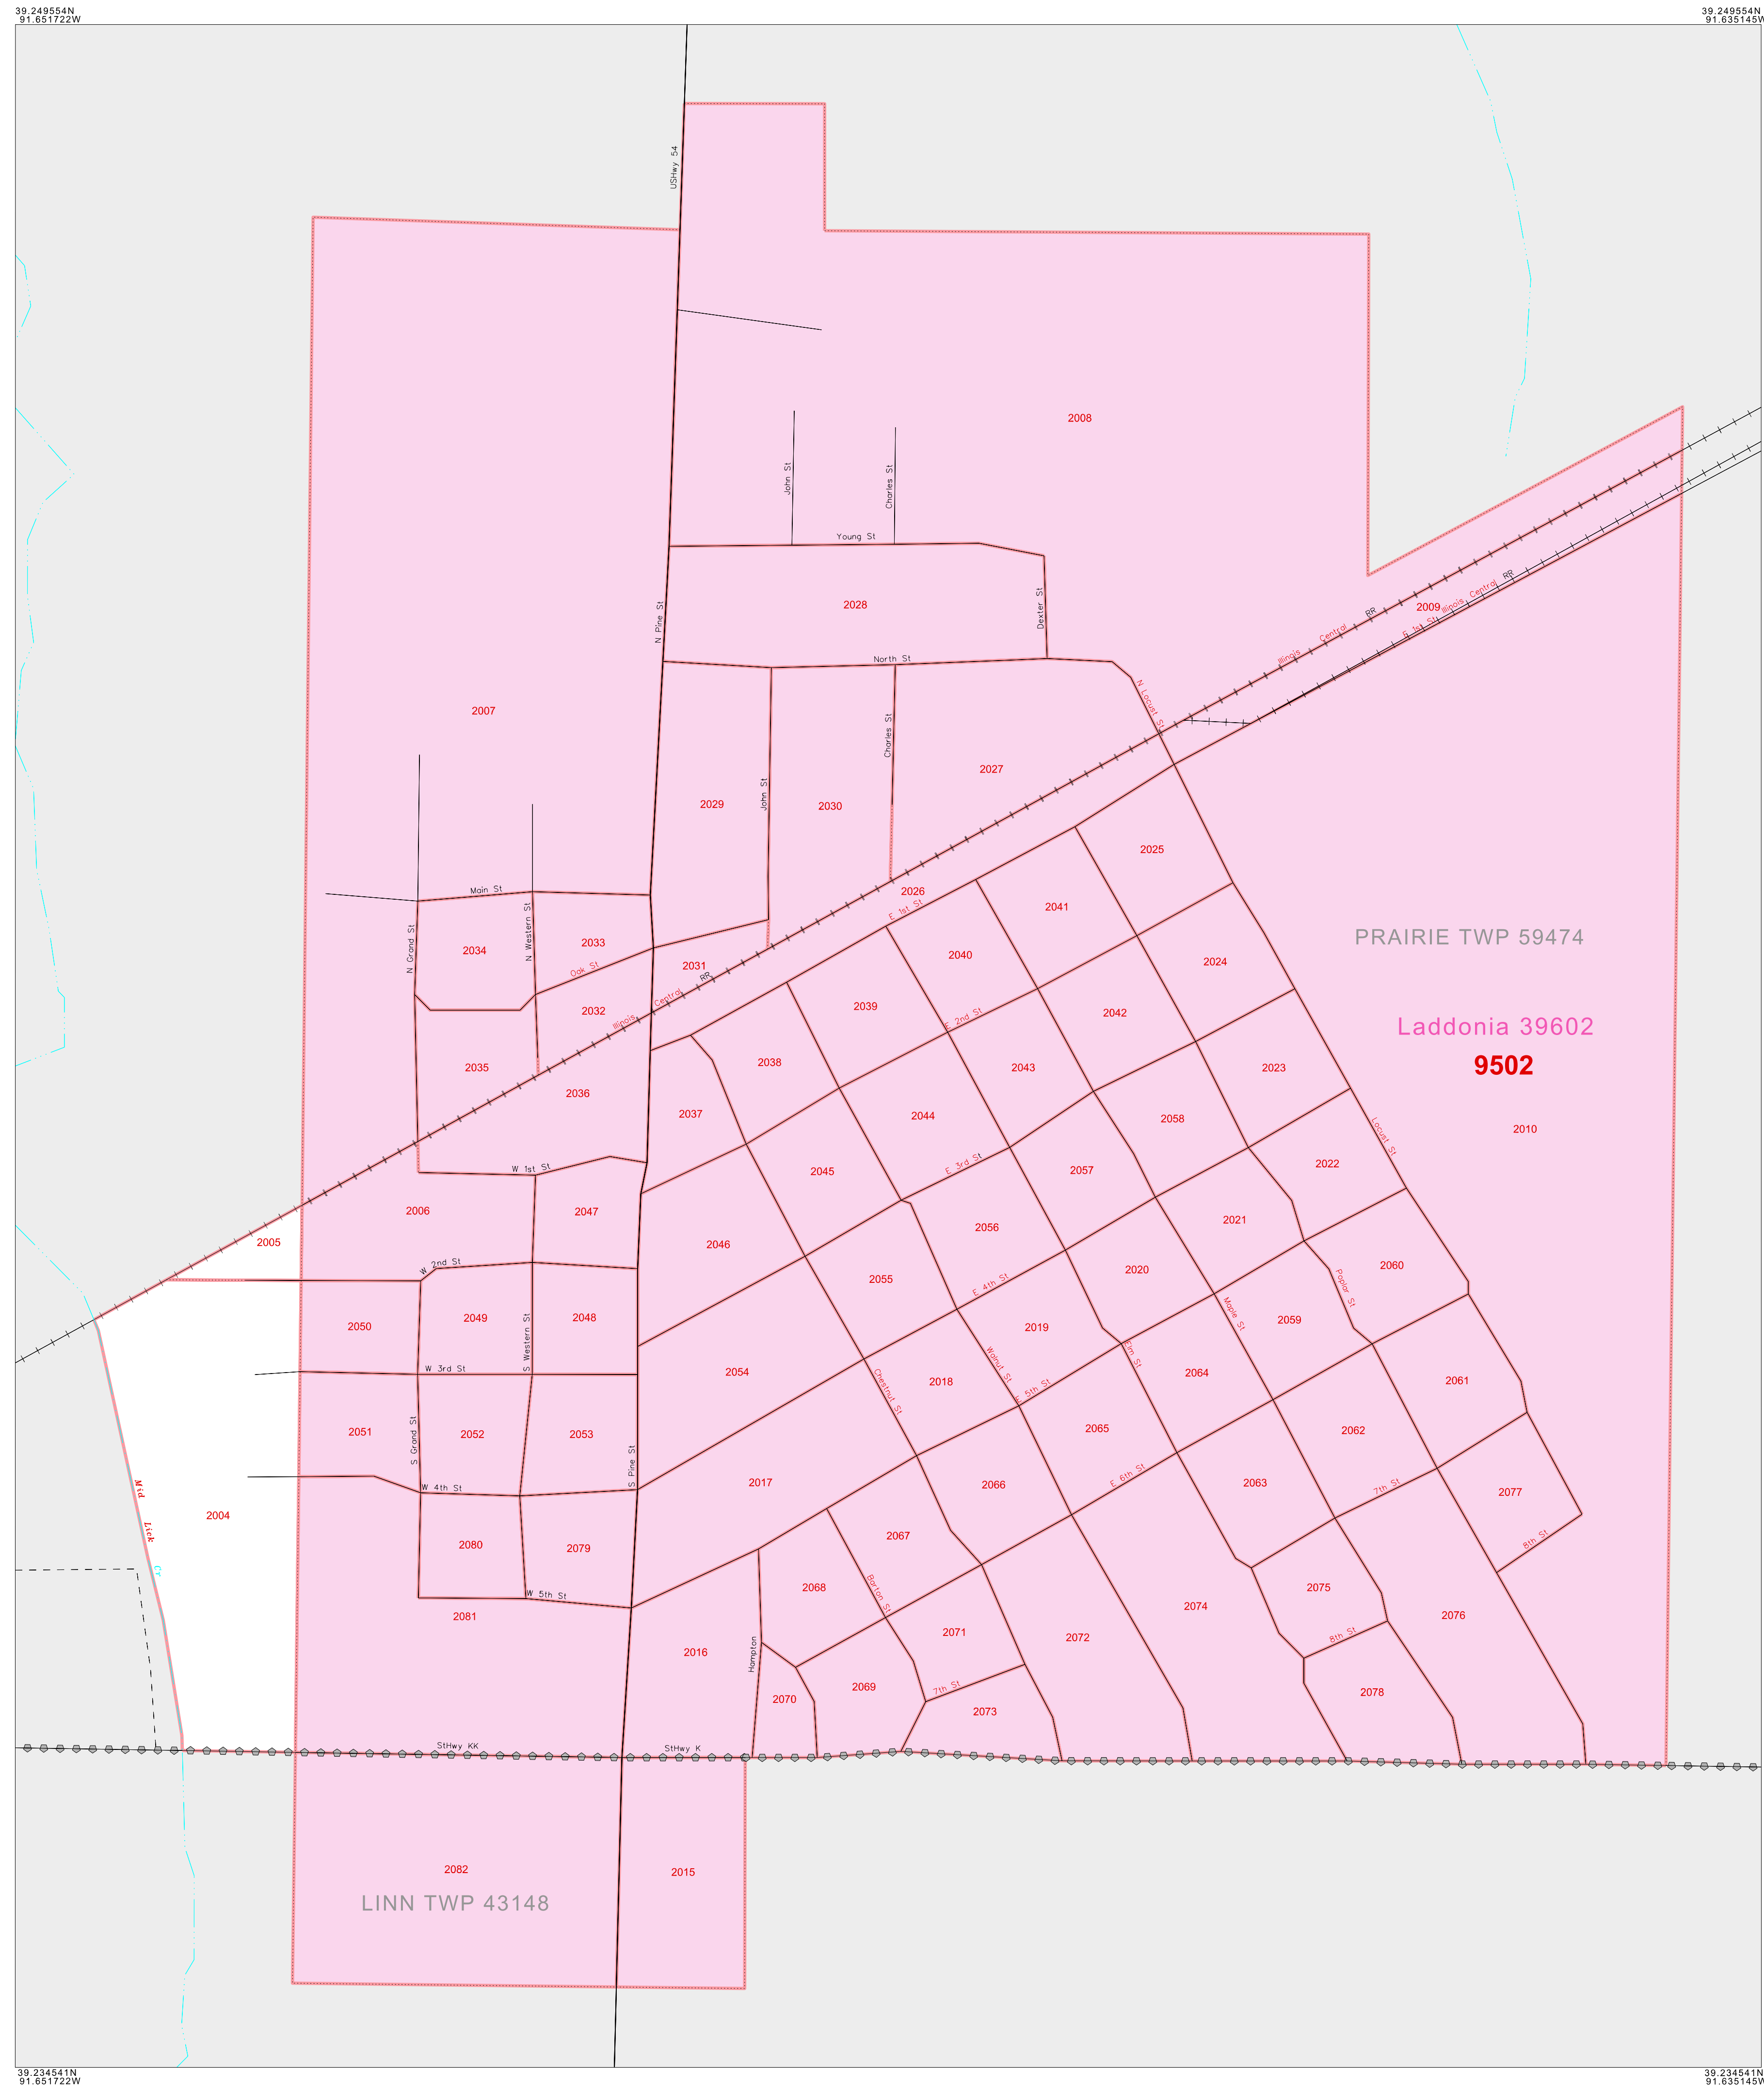 39.249554N
91.651722W
39.249554N
91.635145W
USHwy 54
2008
John St
Charles St
Young St
2028
Dexter St
N Pine St
North St
2009
Illinois Central RR
Illinois Central RR
E 1st St
N Locust St
2007
2029
John St
2030
Charles St
2027
2025
2026
E 1st St
Main St
N Grand St
N Western St
2034
2033
Oak St
2031
2032
Illinois Central RR
2041
2040
2039
E 2nd St
2024
PRAIRIE TWP 59474
Laddonia 39602
9502
2010
2042
2035
2036
2038
2043
2023
2037
2044
2058
Locust St
2045
E 3rd St
2057
2022
W 1st St
2006
2047
2005
2046
2056
2021
W 2nd St
2055
E 4th St
2020
2060
Poplar St
2050
2049
2048
S Western St
2019
Maple St
2059
W 3rd St
2054
Chestnut St
2018
Walnut St
E 5th St
Elm St
2064
2061
2051
S Grand St
2052
2053
S Pine St
2065
2062
W 4th St
2017
2066
E 6th St
2063
7th St
2077
Mid Lick Cr
2004
2080
2079
2067
8th St
W 5th St
2081
2068
Barton St
2075
2074
2076
2016
Hampton
2071
2072
8th St
2070
2069
7th St
2078
2073
StHwy KK
StHwy K
2082
2015
LINN TWP 43148
39.234541N
91.651722W
39.234541N
91.635145W